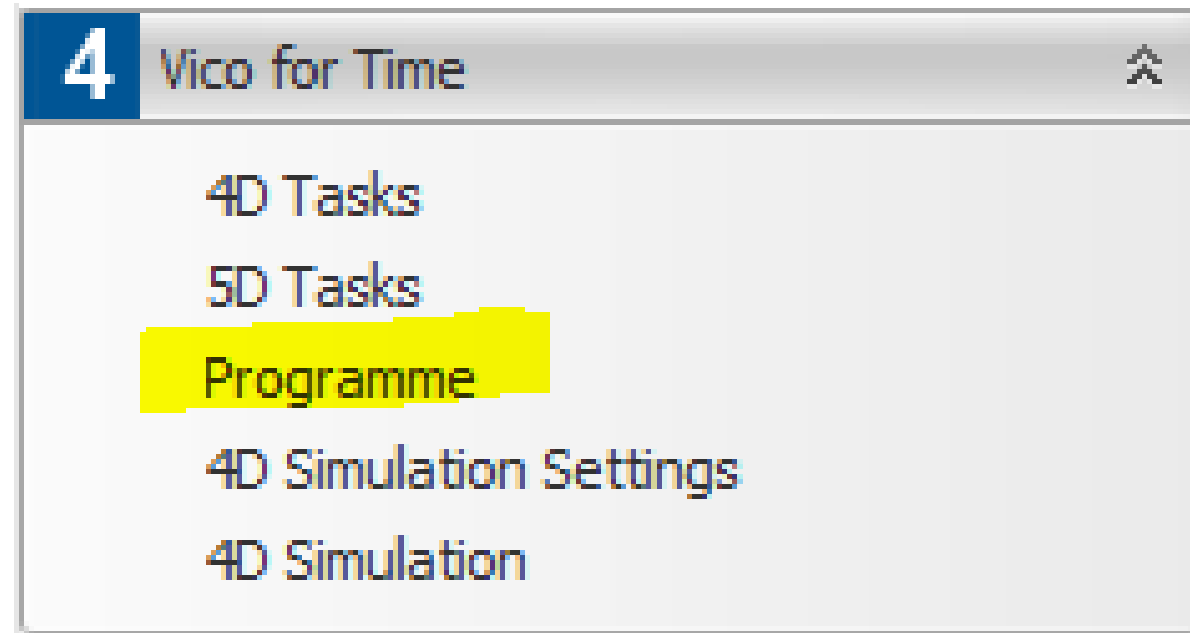 4 Vico for Time
4D Tasks
5D Tasks
Programme
4D Simulation Settings
4D Simulation